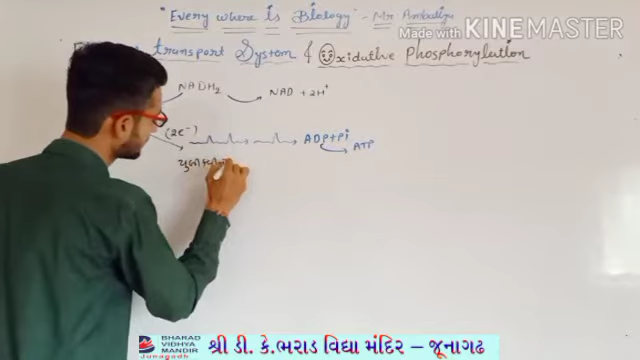 "Every where is Biology" - Mr Ambaliya
Made with KINEMASTER
transport System & Oxidative Phosphorylation
NADH2 NAD + 2H+
(2e-) ADP+Pi
ATP
BHARAD
VIDHYA
MANDIR
Junagadh
શ્રી ડી. કે.ભરાડ વિદ્યા મંદિર – જૂનાગઢ